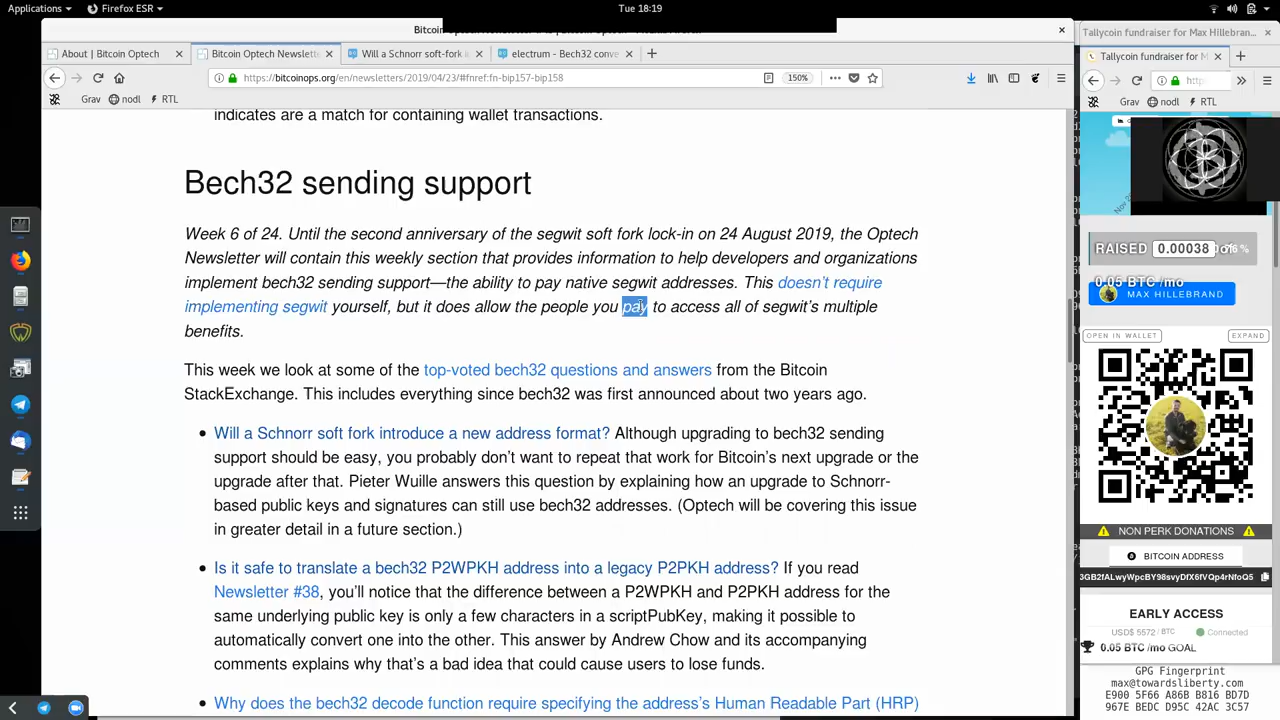 Applications
Firefox ESR
Tue 18:19
Tallycoin fundraiser for Max Hillebran...
About | Bitcoin Optech
Bitcoin Optech Newslette
Will a Schnorr soft-fork i
electrum - Bech32 conve
Tallycoin fundraiser for M
https://bitcoinops.org/en/newsletters/2019/04/23/#fnref:fn-bip157-bip158
150%
Grav
nodl
RTL
Grav
nodl
RTL
indicates are a match for containing wallet transactions.
Bech32 sending support
Week 6 of 24. Until the second anniversary of the segwit soft fork lock-in on 24 August 2019, the Optech
Newsletter will contain this weekly section that provides information to help developers and organizations
implement bech32 sending support—the ability to pay native segwit addresses. This doesn't require
implementing segwit yourself, but it does allow the people you pay to access all of segwit's multiple
benefits.
This week we look at some of the top-voted bech32 questions and answers from the Bitcoin
StackExchange. This includes everything since bech32 was first announced about two years ago.
Will a Schnorr soft fork introduce a new address format? Although upgrading to bech32 sending
support should be easy, you probably don't want to repeat that work for Bitcoin's next upgrade or the
upgrade after that. Pieter Wuille answers this question by explaining how an upgrade to Schnorr-
based public keys and signatures can still use bech32 addresses. (Optech will be covering this issue
in greater detail in a future section.)
Is it safe to translate a bech32 P2WPKH address into a legacy P2PKH address? If you read
Newsletter #38, you'll notice that the difference between a P2WPKH and P2PKH address for the
same underlying public key is only a few characters in a scriptPubKey, making it possible to
automatically convert one into the other. This answer by Andrew Chow and its accompanying
comments explains why that's a bad idea that could cause users to lose funds.
Why does the bech32 decode function require specifying the address's Human Readable Part (HRP)
RAISED 0.00038
0.05 BTC /mo
MAX HILLEBRAND
OPEN IN WALLET
EXPAND
NON PERK DONATIONS
BITCOIN ADDRESS
3GB2fALwyWpcBY98svyDfX6fVQp4rNfoQ5
EARLY ACCESS
USD$ 5572 / BTC
Connected
0.05 BTC /mo GOAL
GPG Fingerprint
max@towardsliberty.com
E900 5F66 A86B B816 BD7D
967E BEDC D95C 42AC 3C57